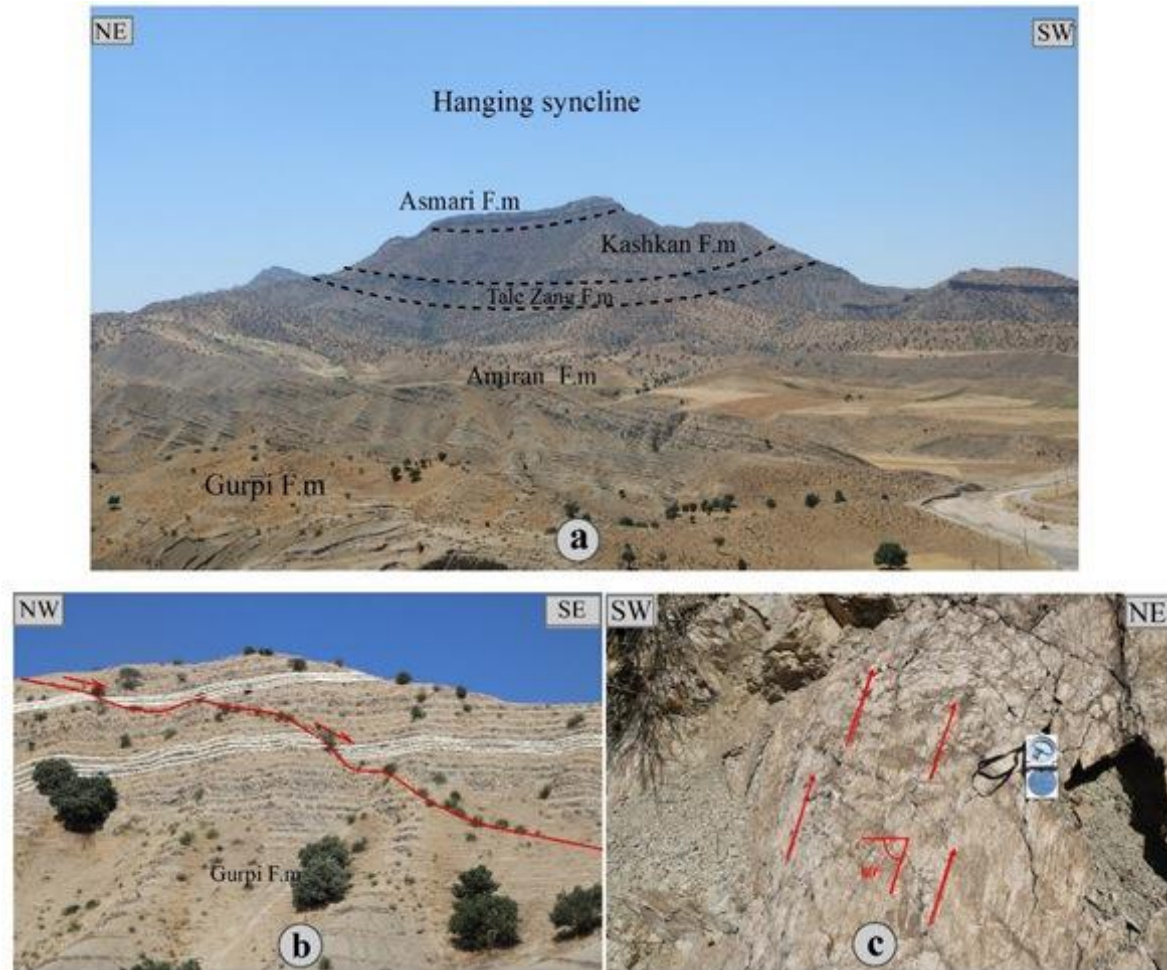 NE
SW
Hanging syncline
Asmari F.m
Kashkan F.m
Tale Zang F.m
Amiran F.m
Gurpi F.m
a
NW
SE
Gurpi F.m
b
SW
NE
c